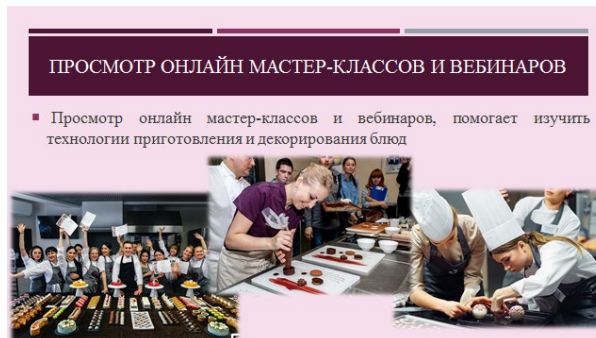 ПРОСМОТР ОНЛАЙН МАСТЕР-КЛАССОВ И ВЕБИНАРОВ
Просмотр онлайн мастер-классов и вебинаров, помогает изучить
технологии приготовления и декорирования блюд